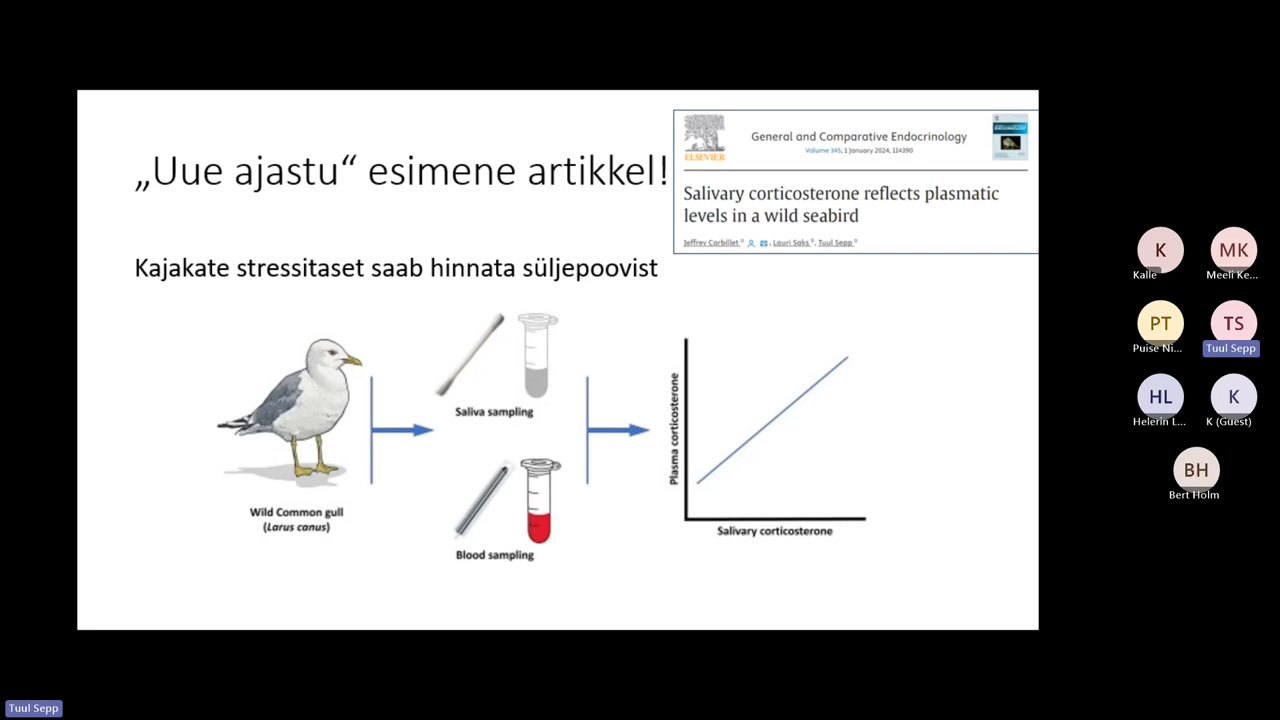 „Uue ajastu“ esimene artikkel!
ELSEVIER
General and Comparative Endocrinology
Volume 345, 1 January 2024, 114390
Salivary corticosterone reflects plasmatic
levels in a wild seabird
Jeffrey Carbillet a, Lauri Saks b, Tuul Sepp a
Kajakate stressitaset saab hinnata süljepoovist
Saliva sampling
Wild Common gull
(Larus canus)
Blood sampling
Plasma corticosterone
Salivary corticosterone
K
Kalle
MK
Meeli Ke...
PT
Puise Ni...
TS
Tuul Sepp
HL
Helerin L...
K
K (Guest)
BH
Bert Holm
Tuul Sepp